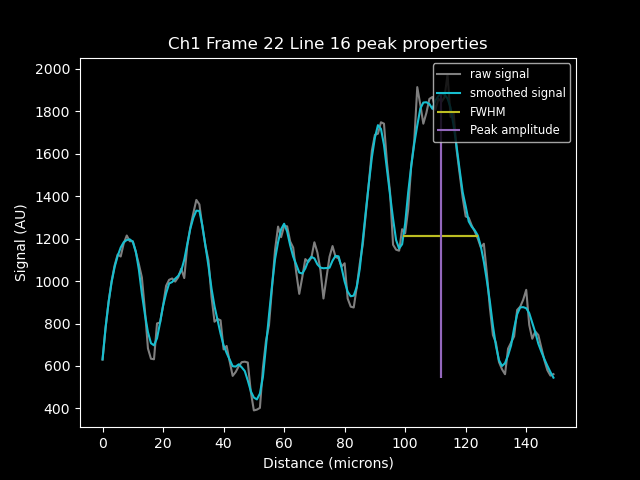 Ch1 Frame 22 Line 16 peak properties
raw signal
smoothed signal
FWHM
Peak amplitude
Signal (AU)
2000
1800
1600
1400
1200
1000
800
600
400
0 20 40 60 80 100 120 140
Distance (microns)